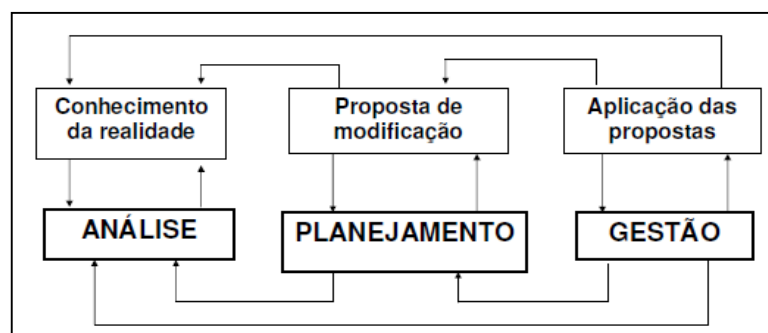 Conhecimento
da realidade
Proposta de
modificação
Aplicação das
propostas
ANÁLISE
PLANEJAMENTO
GESTÃO